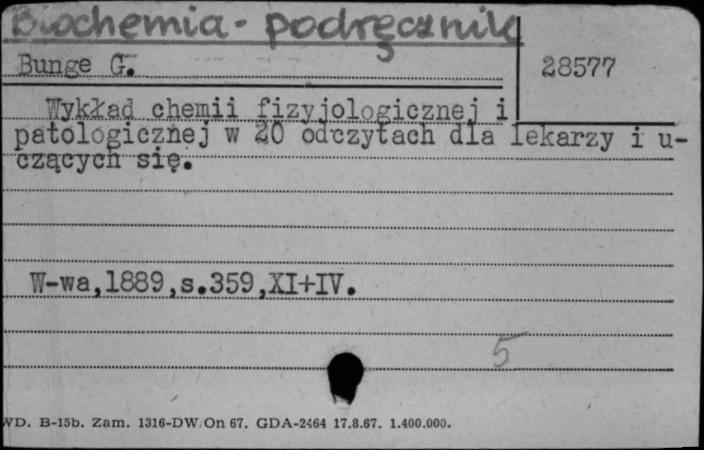 Biochemia - podręcznik
Bunge G.
28577
Wykład chemii fizyjologicznej i
patologicznej w 20 odczytach dla lekarzy i u-
czących się.
W-wa,1889,s.359,XI+IV.
5
WD. B-15b. Zam. 1316-DW/On 67. GDA-2464 17.8.67. 1.400.000.